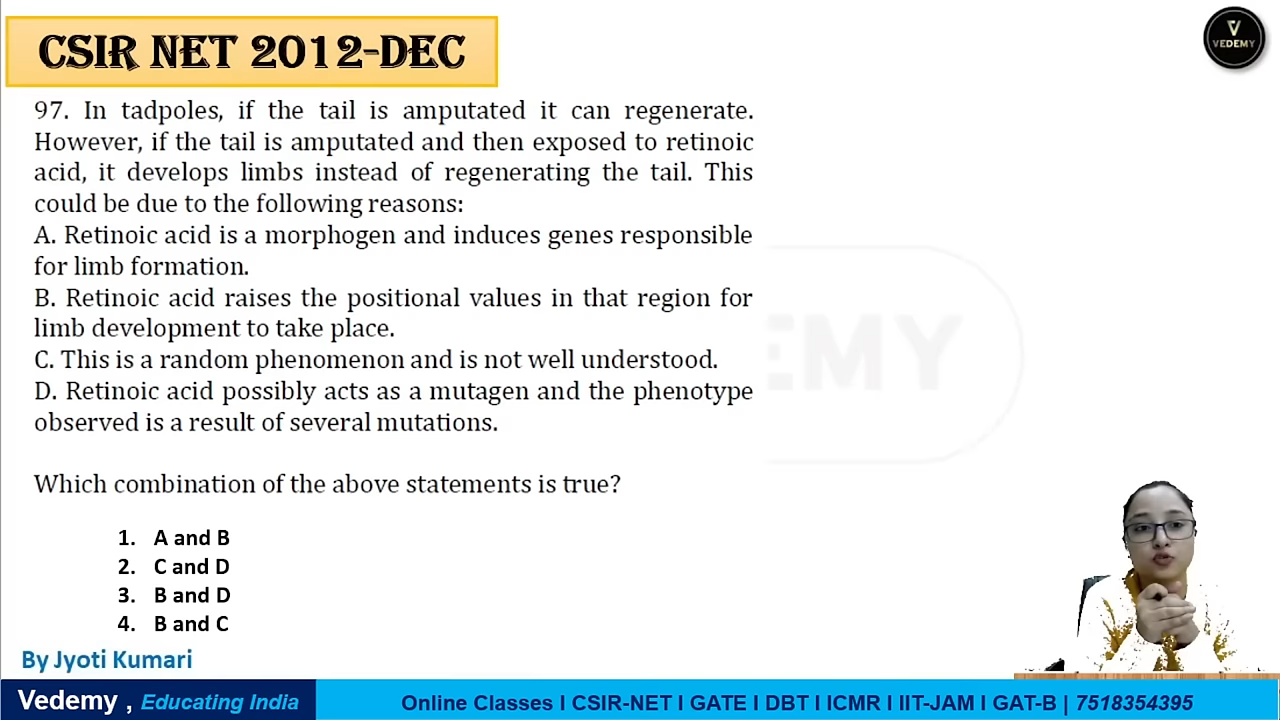 CSIR NET 2012-DEC
VEDEMY
97. In tadpoles, if the tail is amputated it can regenerate.
However, if the tail is amputated and then exposed to retinoic
acid, it develops limbs instead of regenerating the tail. This
could be due to the following reasons:
A. Retinoic acid is a morphogen and induces genes responsible
for limb formation.
B. Retinoic acid raises the positional values in that region for
limb development to take place.
C. This is a random phenomenon and is not well understood.
D. Retinoic acid possibly acts as a mutagen and the phenotype
observed is a result of several mutations.
EMY
Which combination of the above statements is true?
1. A and B
2. C and D
3. B and D
4. B and C
By Jyoti Kumari
Vedemy , Educating India
Online Classes I CSIR-NET I GATE I DBT I ICMR I IIT-JAM I GAT-B | 7518354395